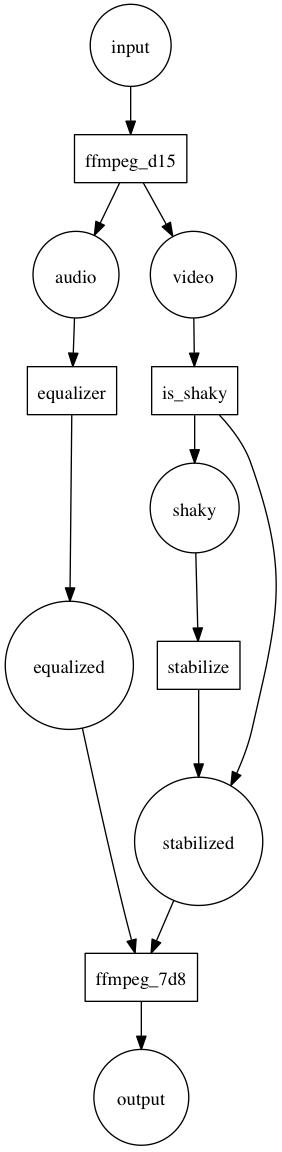 input
ffmpeg_d15
audio
video
equalizer
is_shaky
shaky
equalized
stabilize
stabilized
ffmpeg_7d8
output